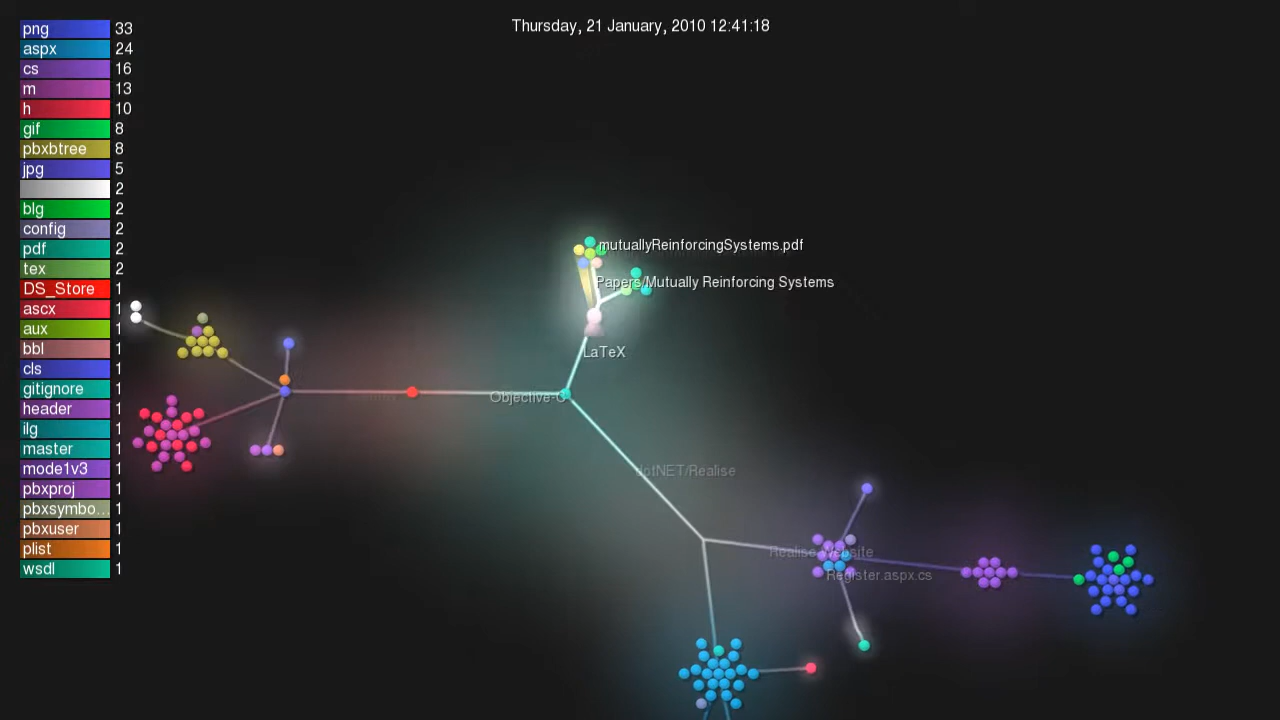 Thursday, 21 January, 2010 12:41:18
png 33
aspx 24
cs 16
m 13
h 10
gif 8
pbxbtree 8
jpg 5
2
blg 2
config 2
pdf 2
tex 2
DS_Store 1
ascx 1
aux 1
bbl 1
cls 1
gitignore 1
header 1
ilg 1
master 1
mode1v3 1
pbxproj 1
pbxsymbo... 1
pbxuser 1
plist 1
wsdl 1
mutuallyReinforcingSystems.pdf
Papers/Mutually Reinforcing Systems
LaTeX
Objective-C
dotNET/Realise
Realise Website
Register.aspx.cs